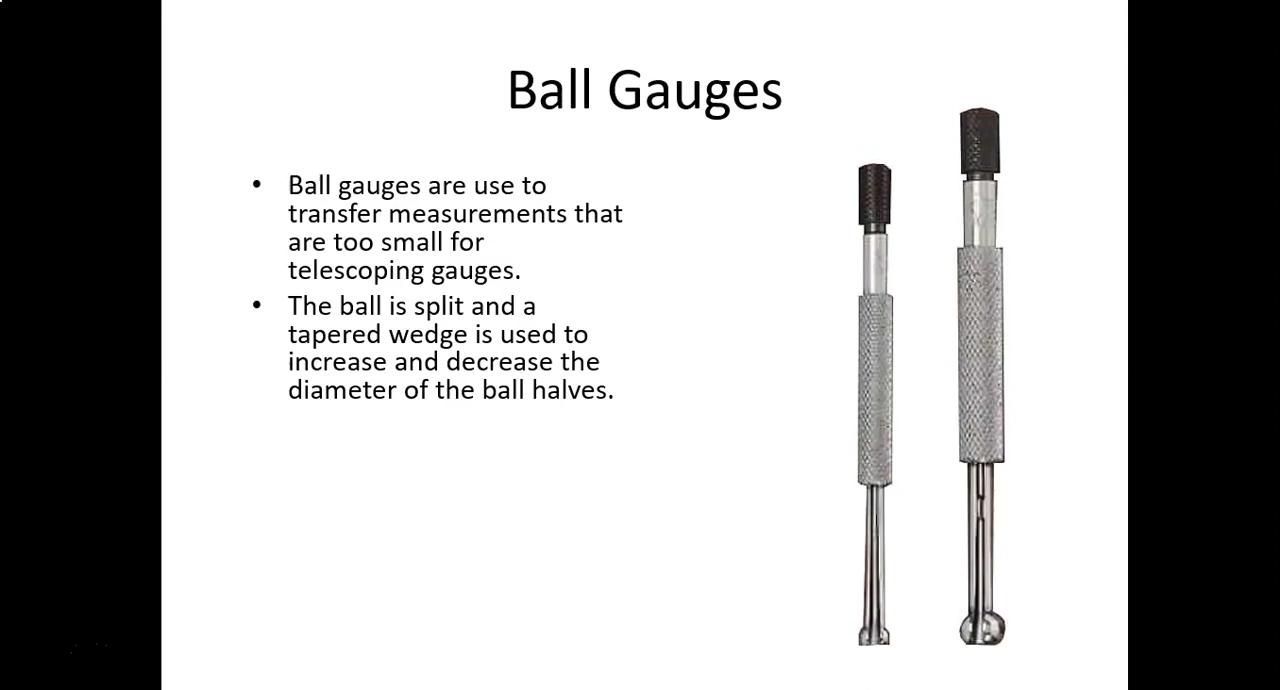 Ball Gauges
• Ball gauges are use to
transfer measurements that
are too small for
telescoping gauges.
• The ball is split and a
tapered wedge is used to
increase and decrease the
diameter of the ball halves.